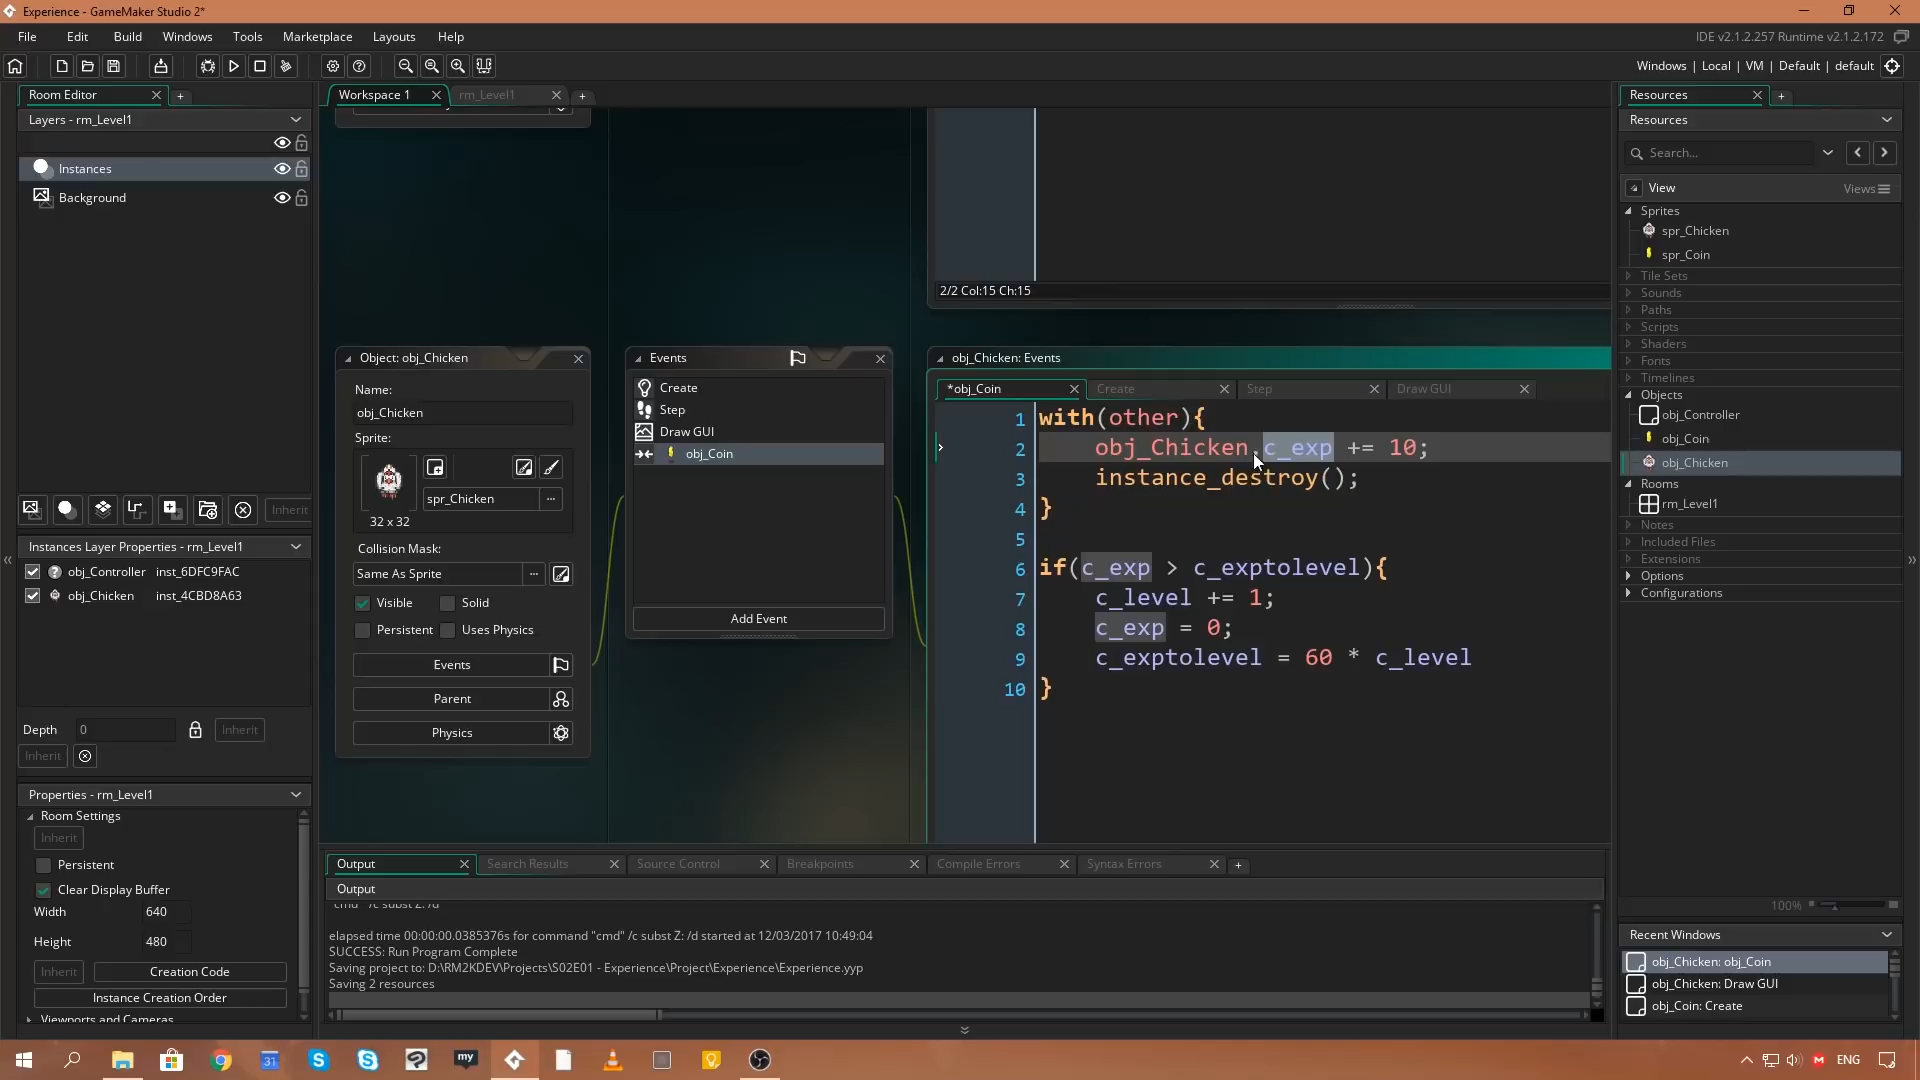 Experience - GameMaker Studio 2*
File Edit Build Windows Tools Marketplace Layouts Help
IDE v2.1.2.257 Runtime v2.1.2.172
Windows | Local | VM | Default | default
Room Editor
Layers - rm_Level1
Instances
Background
Inherit
Instances Layer Properties - rm_Level1
obj_Controller inst_6DFC9FAC
obj_Chicken inst_4CBD8A63
Depth 0 Inherit
Inherit
Properties - rm_Level1
Room Settings
Inherit
Persistent
Clear Display Buffer
Width 640
Height 480
Inherit Creation Code
Instance Creation Order
Viewports and Cameras
Workspace 1 rm_Level1
2/2 Col:15 Ch:15
Object: obj_Chicken
Name:
obj_Chicken
Sprite:
spr_Chicken
32 x 32
Collision Mask:
Same As Sprite
Visible Solid
Persistent Uses Physics
Events
Parent
Physics
Events
Create
Step
Draw GUI
obj_Coin
Add Event
obj_Chicken: Events
*obj_Coin Create Step Draw GUI
1 with(other){
2 obj_Chicken.c_exp += 10;
3 instance_destroy();
4 }
5
6 if(c_exp > c_exptolevel){
7 c_level += 1;
8 c_exp = 0;
9 c_exptolevel = 60 * c_level
10 }
Output Search Results Source Control Breakpoints Compile Errors Syntax Errors
Output
"cmd" /c subst Z: /d
elapsed time 00:00:00.0385376s for command "cmd" /c subst Z: /d started at 12/03/2017 10:49:04
SUCCESS: Run Program Complete
Saving project to: D:\RM2KDEV\Projects\S02E01 - Experience\Project\Experience\Experience.yyp
Saving 2 resources
Resources
Resources
Search...
View Views
Sprites
spr_Chicken
spr_Coin
Tile Sets
Sounds
Paths
Scripts
Shaders
Fonts
Timelines
Objects
obj_Controller
obj_Coin
obj_Chicken
Rooms
rm_Level1
Notes
Included Files
Extensions
Options
Configurations
100%
Recent Windows
obj_Chicken: obj_Coin
obj_Chicken: Draw GUI
obj_Coin: Create
31
my
ENG